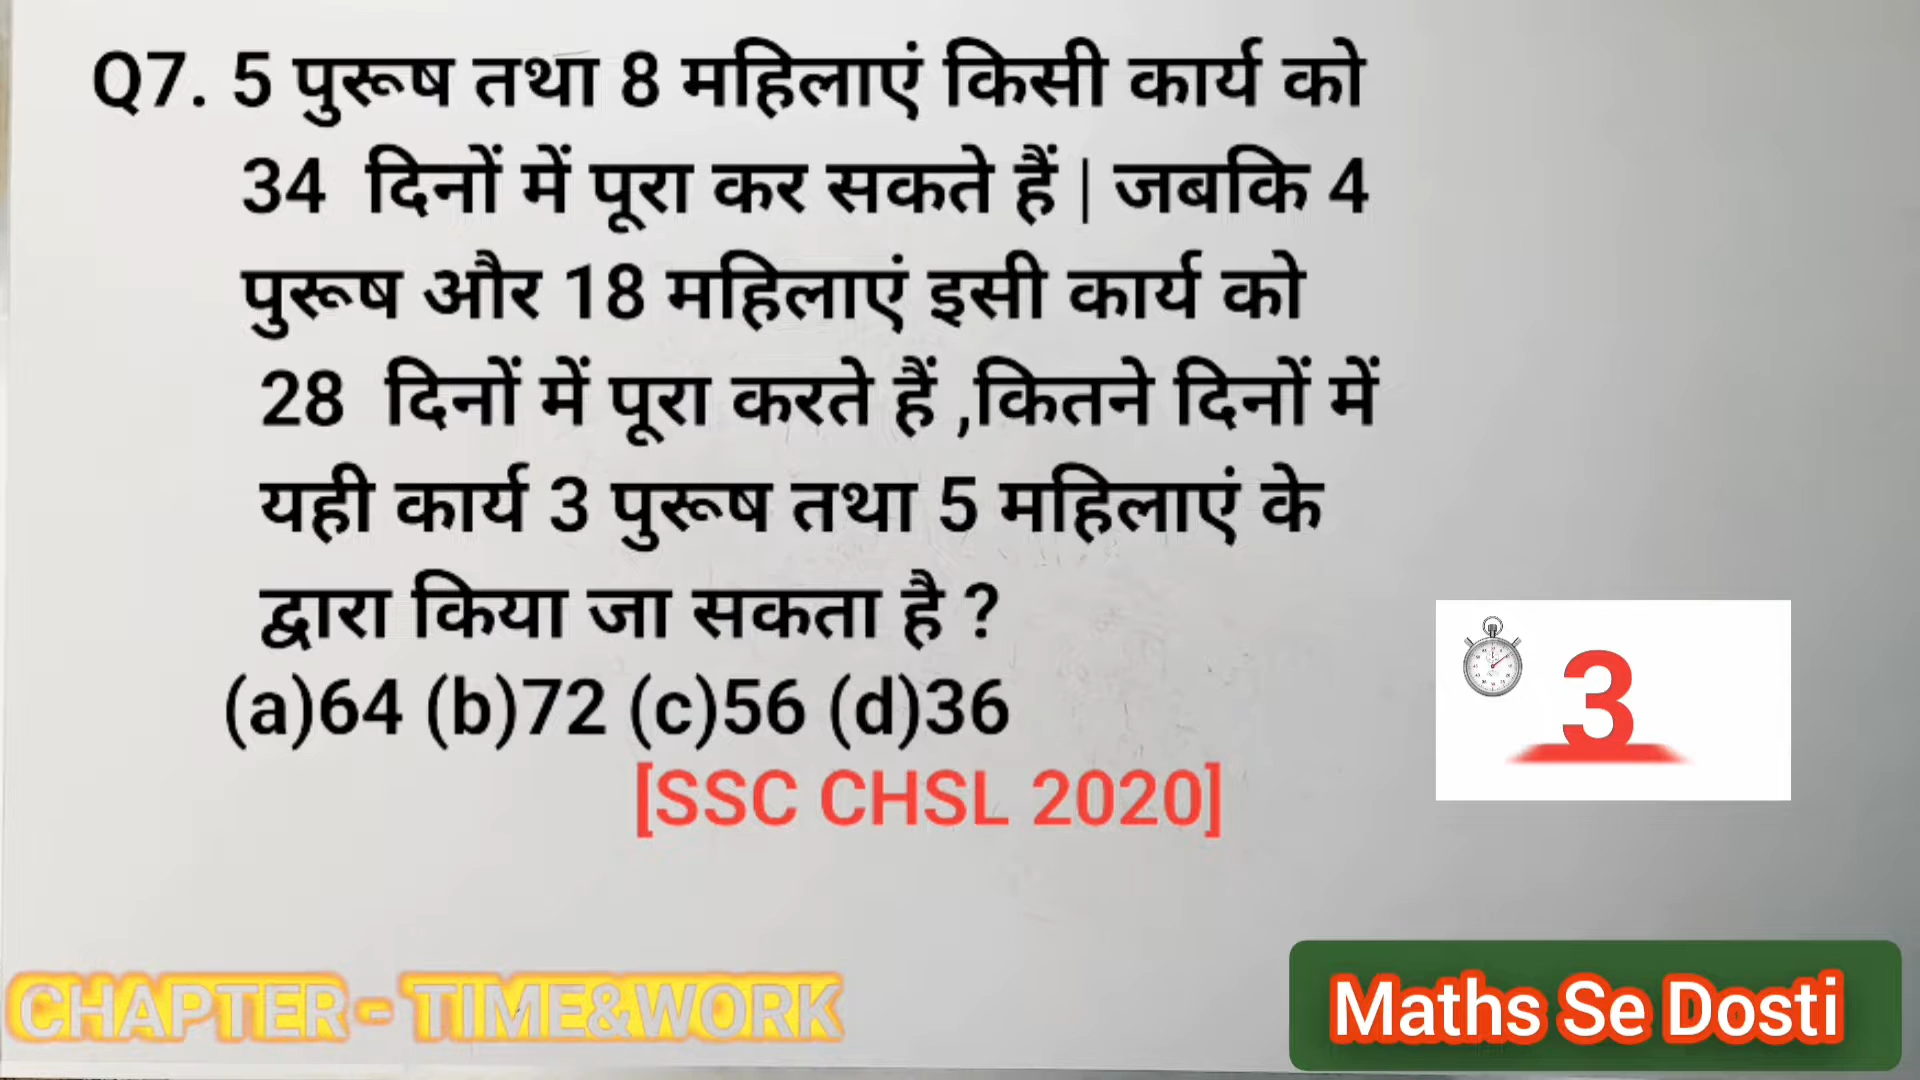 Q7. 5 पुरूष तथा 8 महिलाएं किसी कार्य को
34 दिनों में पूरा कर सकते हैं | जबकि 4
पुरूष और 18 महिलाएं इसी कार्य को
28 दिनों में पूरा करते हैं ,कितने दिनों में
यही कार्य 3 पुरूष तथा 5 महिलाएं के
द्वारा किया जा सकता है ?
(a)64 (b)72 (c)56 (d)36
[SSC CHSL 2020]
3
CHAPTER - TIME&WORK
Maths Se Dosti